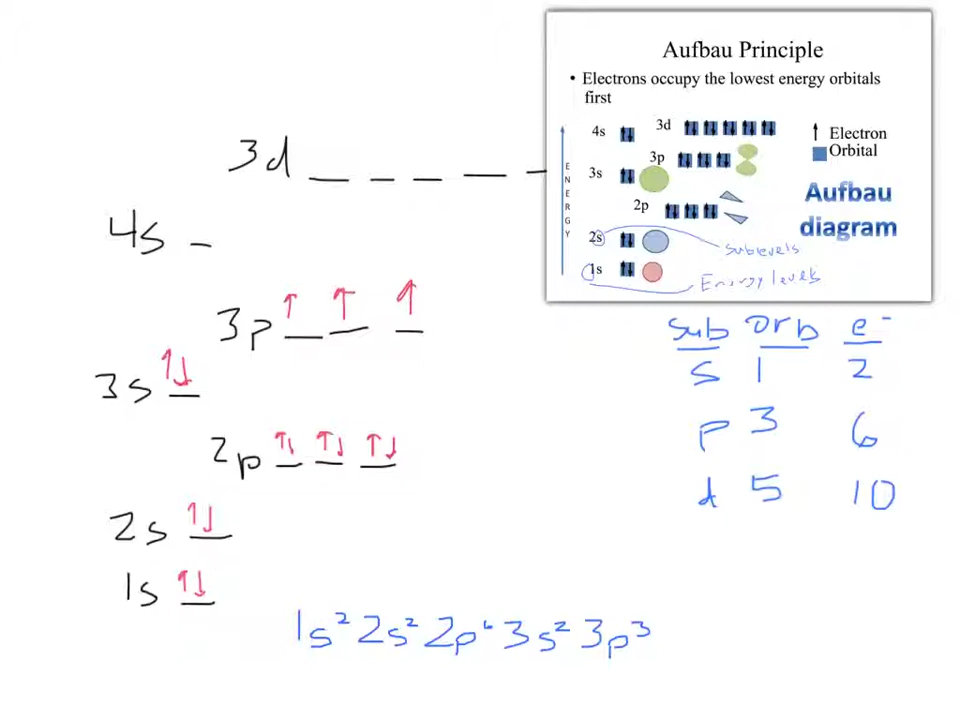 Aufbau Principle
• Electrons occupy the lowest energy orbitals
first
4s
3d
3p
3s
2p
2s
1s
ENERGY
Electron
Orbital
Aufbau
diagram
Sublevels
Energy levels
3d
4s
3p
3s
2p
2s
1s
Sub Orb e⁻
s 1 2
p 3 6
d 5 10
1s² 2s² 2p⁶ 3s² 3p³